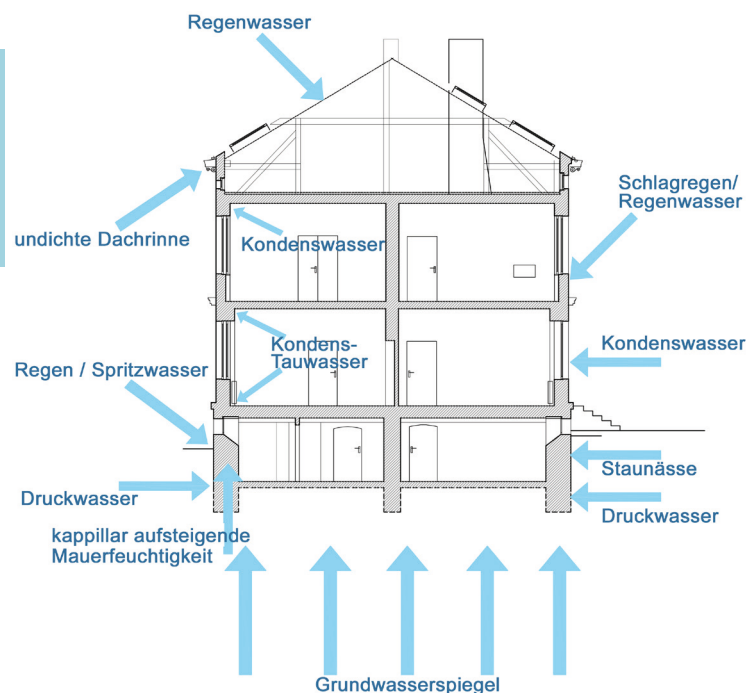 Regenwasser
Schlagregen/
Regenwasser
undichte Dachrinne
Kondenswasser
Kondens-
Tauwasser
Kondenswasser
Regen / Spritzwasser
Staunässe
Druckwasser
Druckwasser
kappillar aufsteigende
Mauerfeuchtigkeit
Grundwasserspiegel